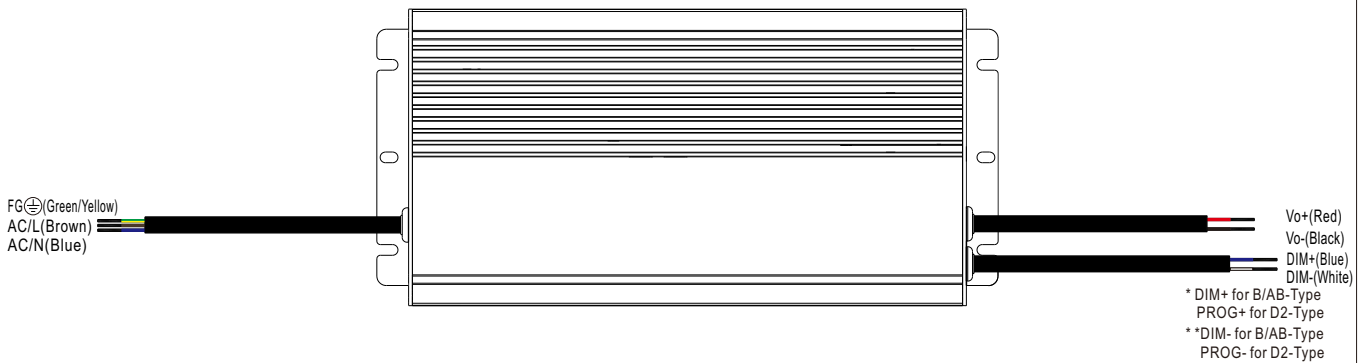 FG⏚(Green/Yellow)
AC/L(Brown)
AC/N(Blue)
Vo+(Red)
Vo-(Black)
DIM+(Blue)
DIM-(White)
* DIM+ for B/AB-Type
PROG+ for D2-Type
* *DIM- for B/AB-Type
PROG- for D2-Type